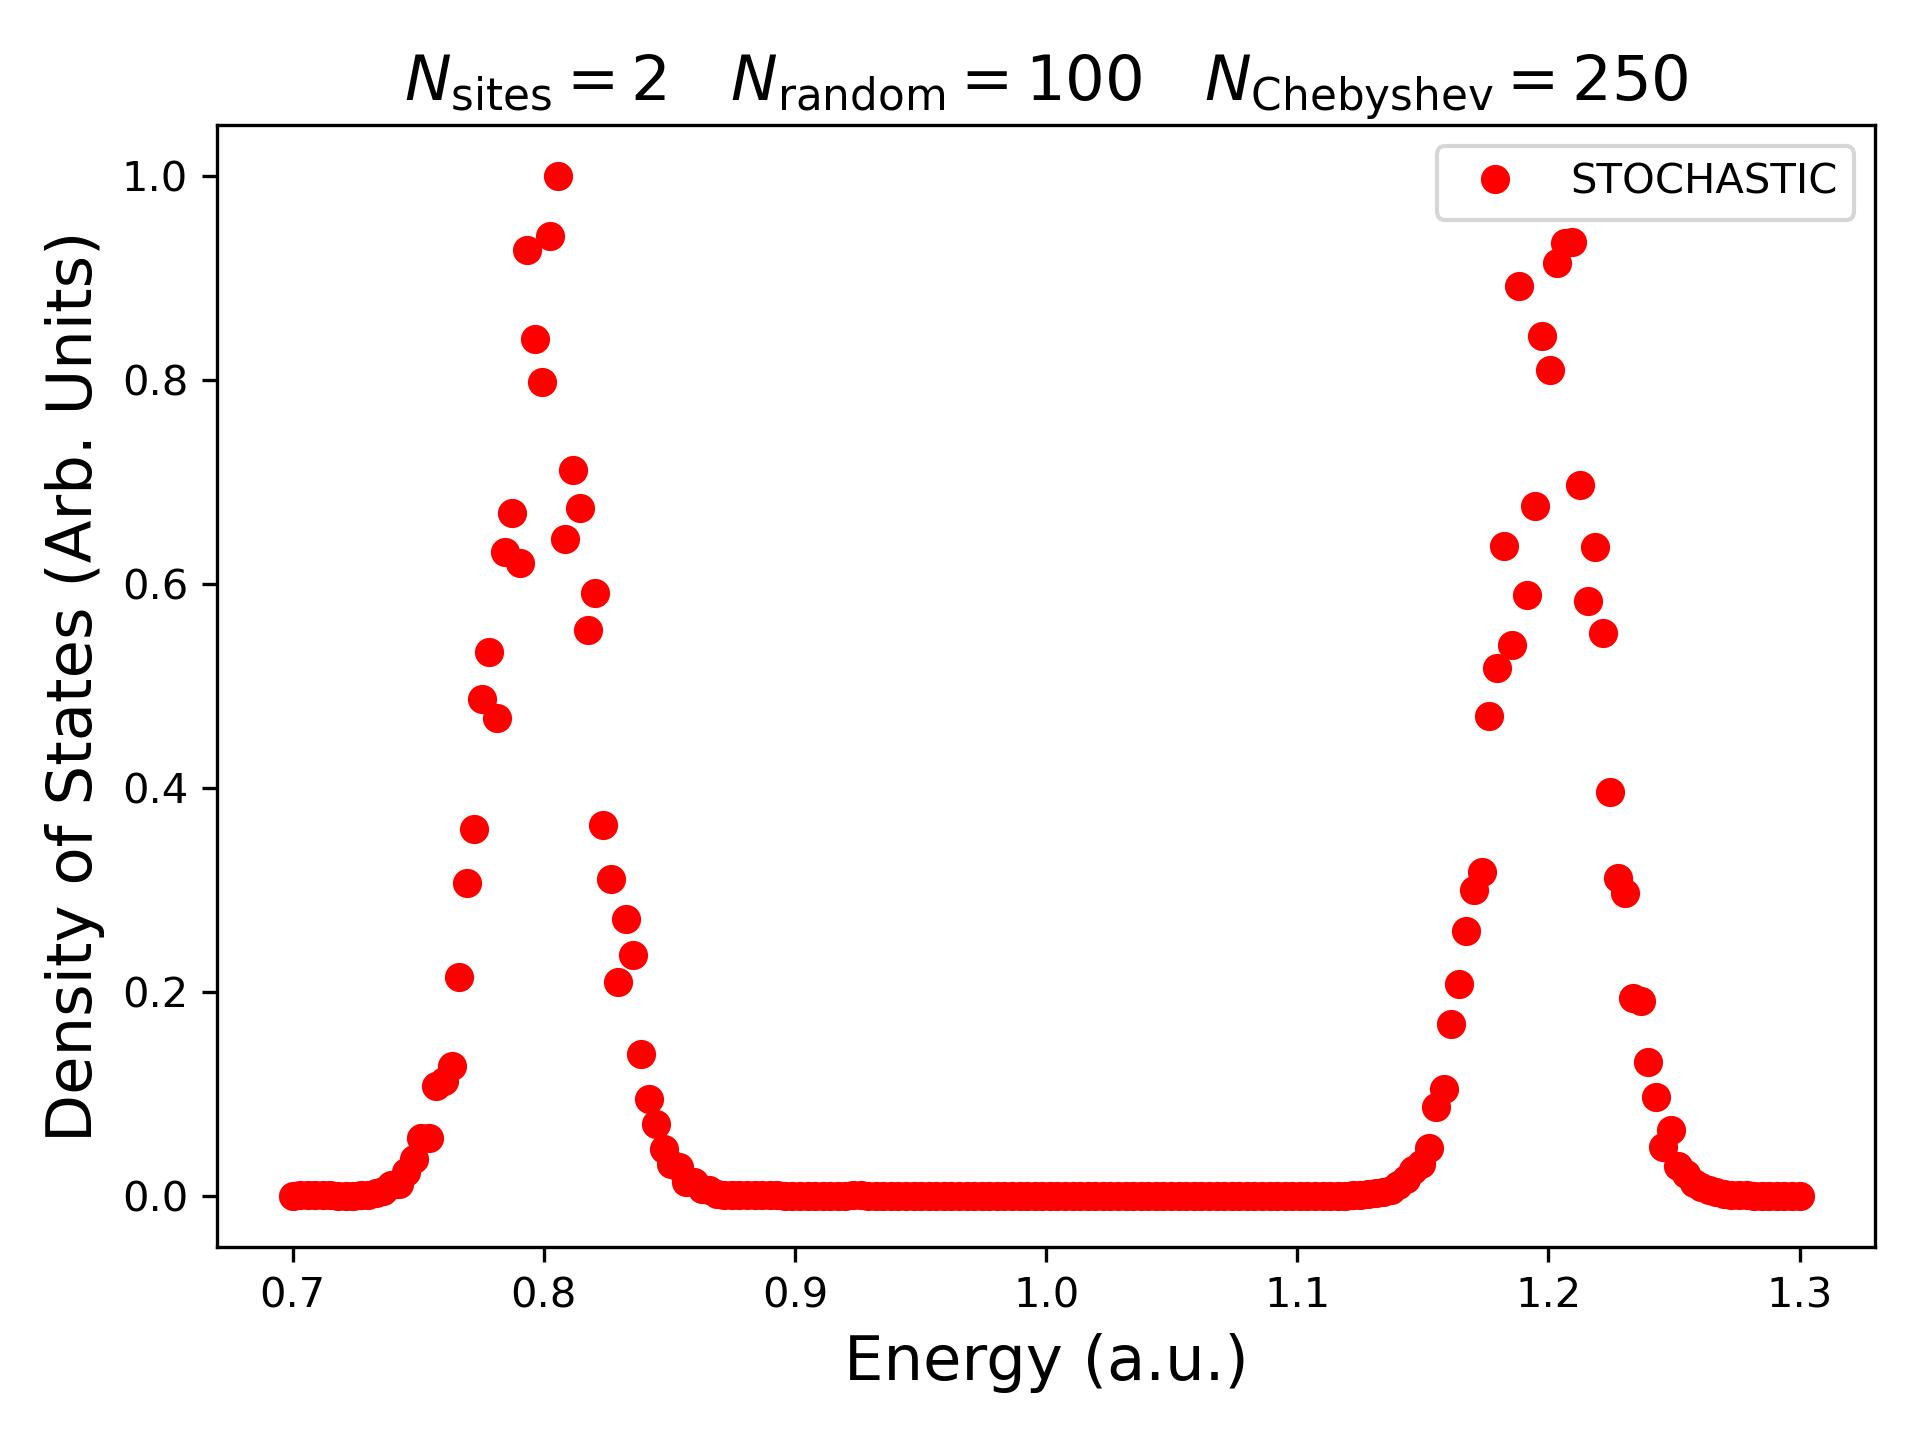 N_sites = 2 N_random = 100 N_Chebyshev = 250
STOCHASTIC
Density of States (Arb. Units)
1.0
0.8
0.6
0.4
0.2
0.0
0.7 0.8 0.9 1.0 1.1 1.2 1.3
Energy (a.u.)